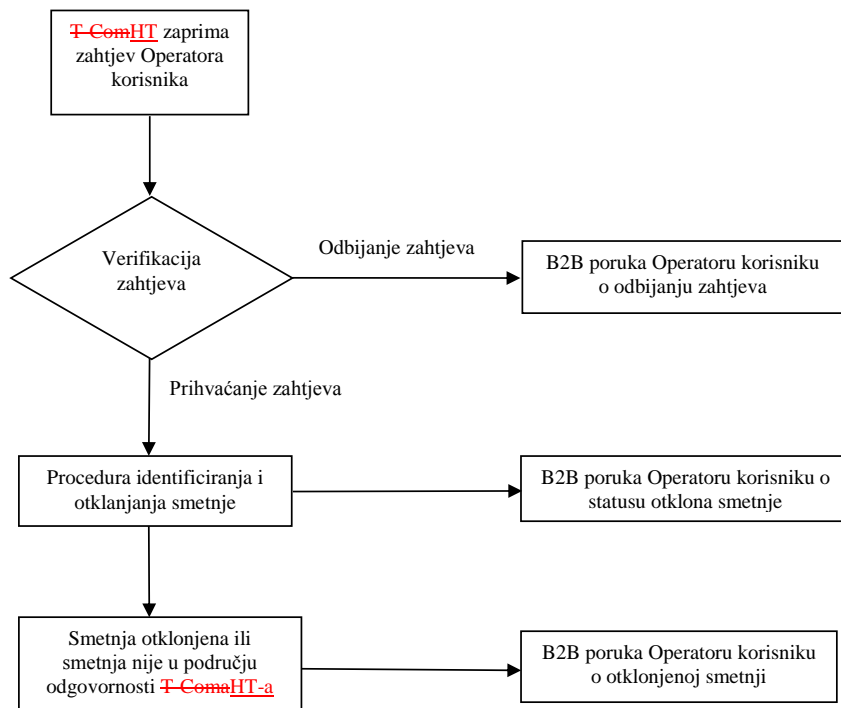 T-ComHT zaprima
zahtjev Operatora
korisnika
Verifikacija
zahtjeva
Odbijanje zahtjeva
B2B poruka Operatoru korisniku
o odbijanju zahtjeva
Prihvaćanje zahtjeva
Procedura identificiranja i
otklanjanja smetnje
B2B poruka Operatoru korisniku o
statusu otklona smetnje
Smetnja otklonjena ili
smetnja nije u području
odgovornosti T-ComaHT-a
B2B poruka Operatoru korisniku
o otklonjenoj smetnji